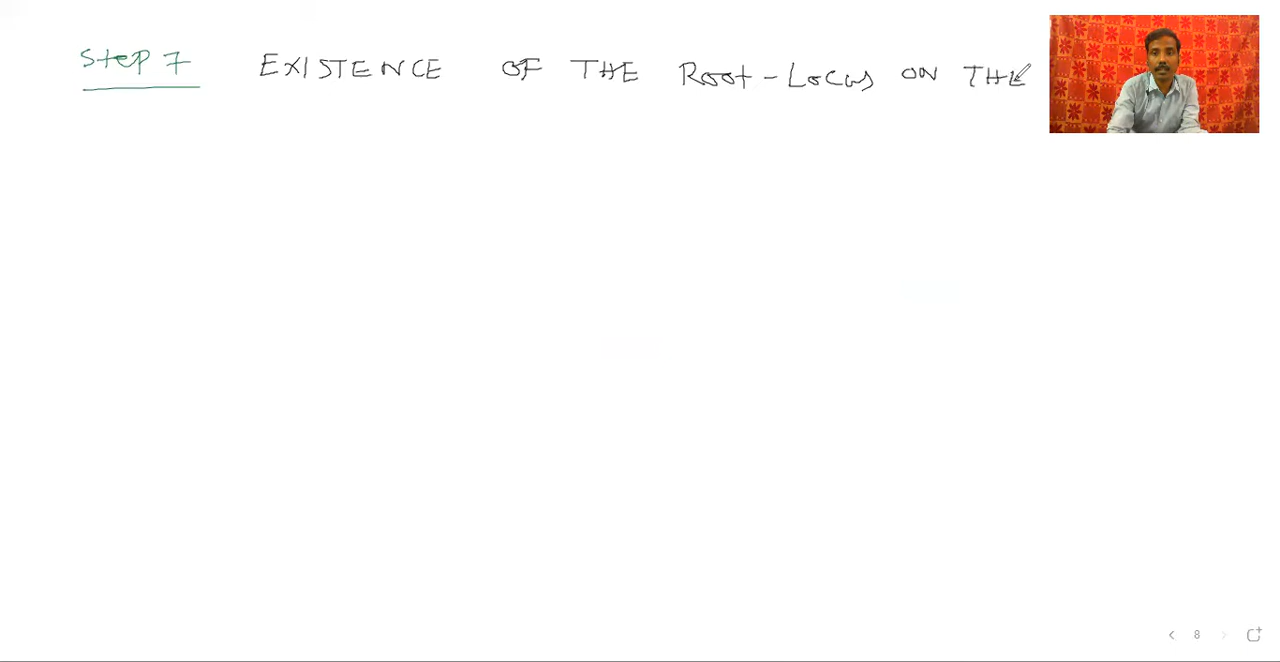 Step 7 EXISTENCE OF THE Root-Locus ON THE
8